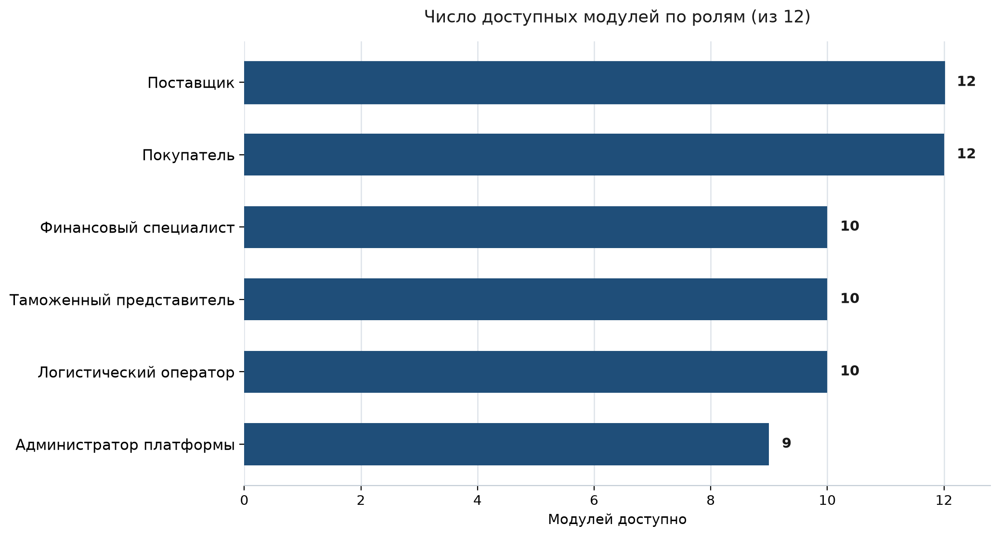 Число доступных модулей по ролям (из 12)
Поставщик 12
Покупатель 12
Финансовый специалист 10
Таможенный представитель 10
Логистический оператор 10
Администратор платформы 9
0 2 4 6 8 10 12
Модулей доступно